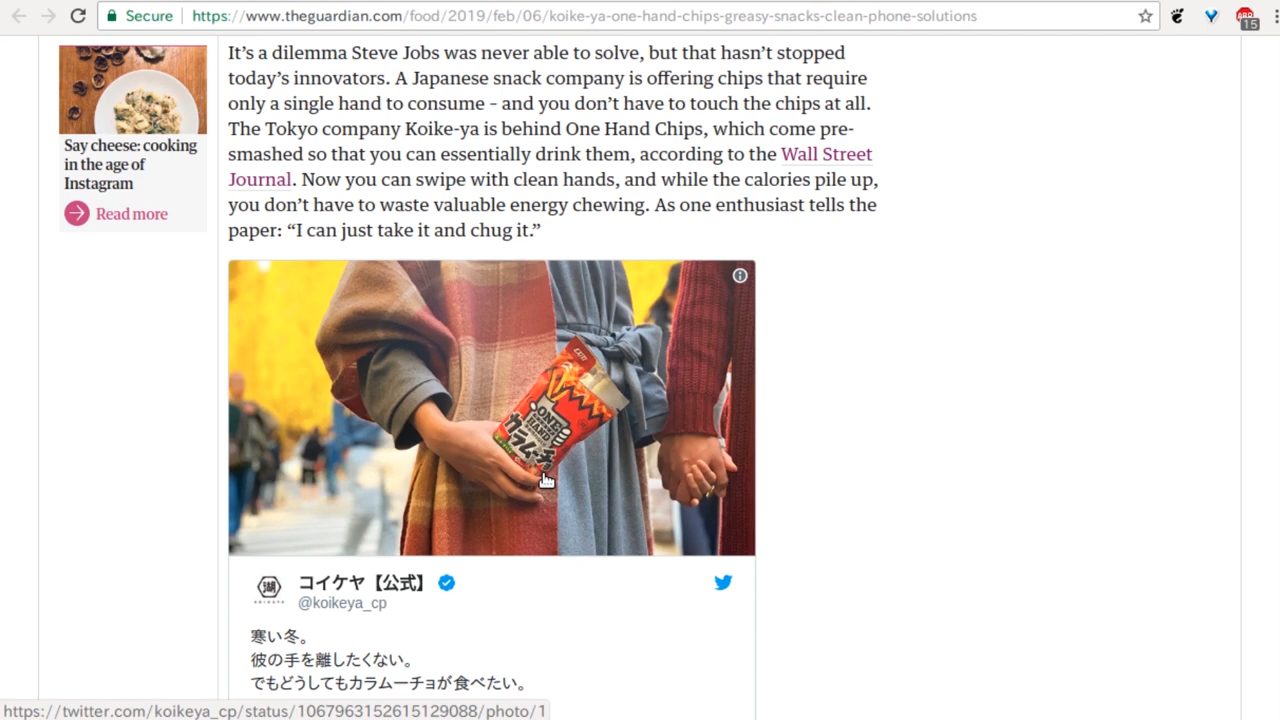 Secure
https://www.theguardian.com/food/2019/feb/06/koike-ya-one-hand-chips-greasy-snacks-clean-phone-solutions
15
Say cheese: cooking
in the age of
Instagram
Read more
It’s a dilemma Steve Jobs was never able to solve, but that hasn’t stopped
today’s innovators. A Japanese snack company is offering chips that require
only a single hand to consume – and you don’t have to touch the chips at all.
The Tokyo company Koike-ya is behind One Hand Chips, which come pre-
smashed so that you can essentially drink them, according to the Wall Street
Journal. Now you can swipe with clean hands, and while the calories pile up,
you don’t have to waste valuable energy chewing. As one enthusiast tells the
paper: “I can just take it and chug it.”
ONE
HAND
カラムーチョ
湖
コイケヤ【公式】
@koikeya_cp
寒い冬。
彼の手を離したくない。
でもどうしてもカラムーチョが食べたい。
https://twitter.com/koikeya_cp/status/1067963152615129088/photo/1